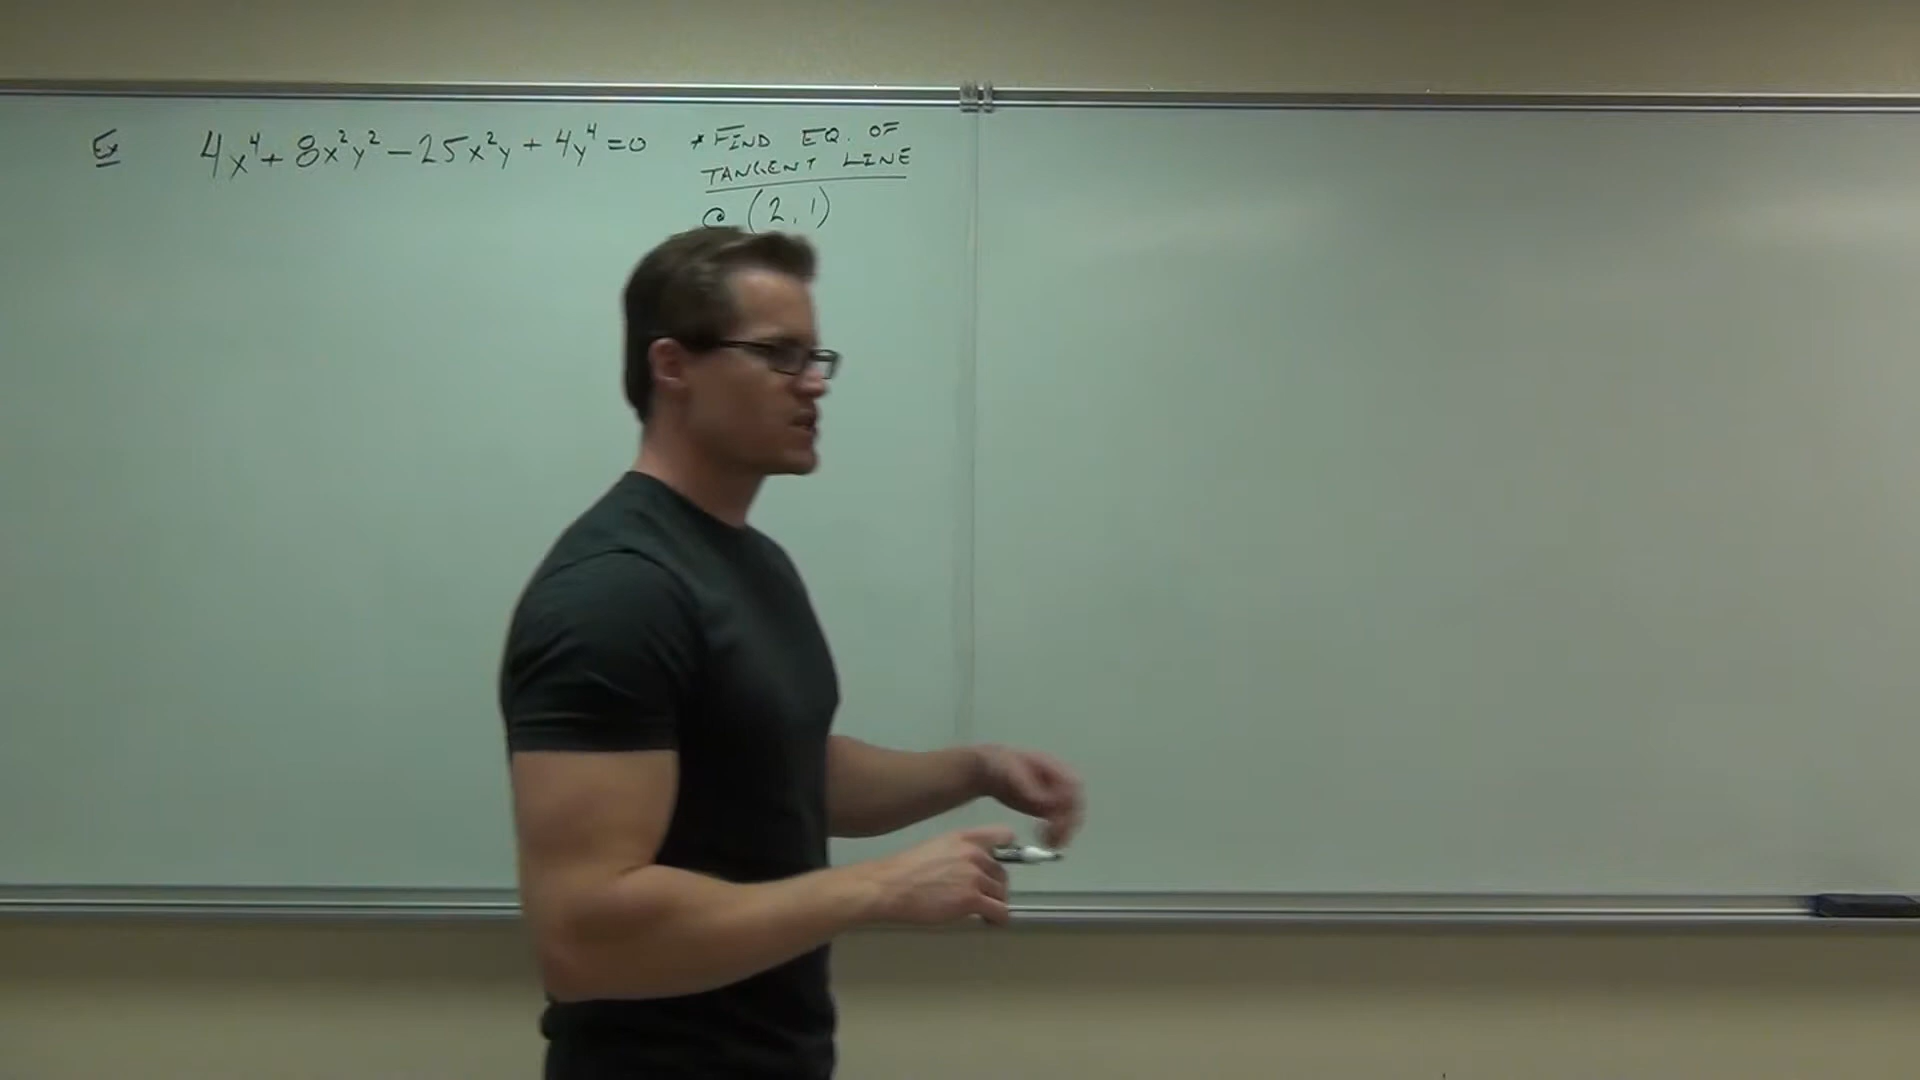 Ex 4x⁴ + 8x²y² - 25x²y + 4y⁴ = 0
* FIND EQ. OF
TANGENT LINE
@ (2, 1)